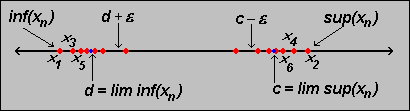 inf(xn) d + ε c − ε sup(xn)
x3 x4
x1 x5 x6 x2
d = lim inf(xn) c = lim sup(xn)